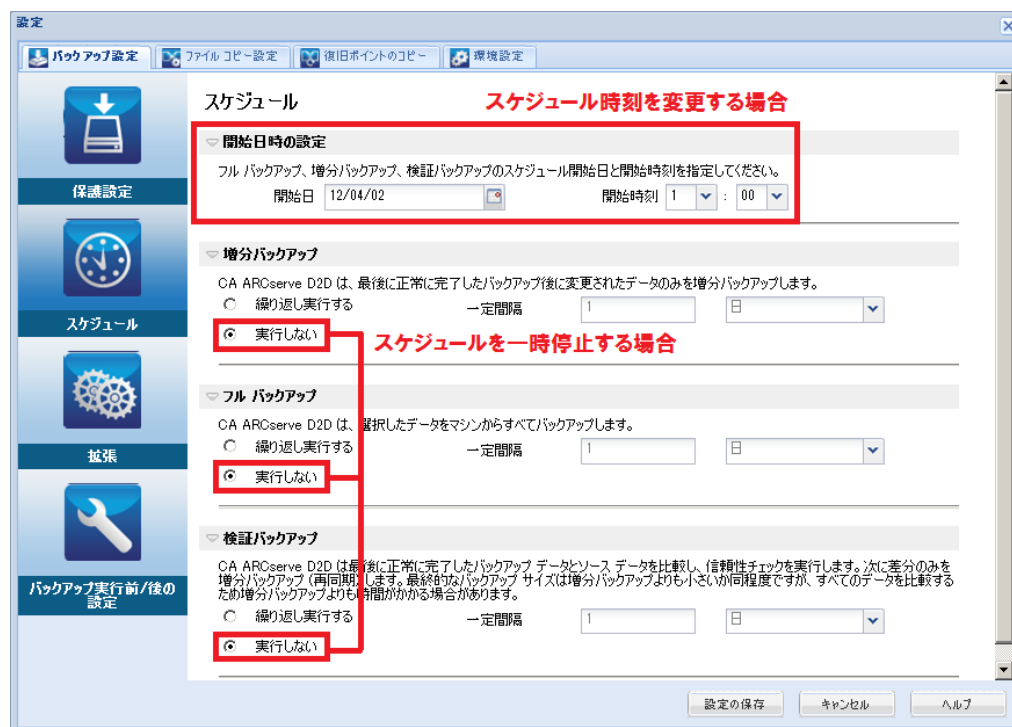 設定
バックアップ設定 ファイル コピー設定 復旧ポイントのコピー 環境設定
スケジュール スケジュール時刻を変更する場合
開始日時の設定
フル バックアップ、増分バックアップ、検証バックアップのスケジュール開始日と開始時刻を指定してください。
開始日 12/04/02 開始時刻 1 : 00
保護設定
増分バックアップ
CA ARCserve D2D は、最後に正常に完了したバックアップ後に変更されたデータのみを増分バックアップします。
繰り返し実行する 一定間隔 1 日
実行しない
スケジュール
スケジュールを一時停止する場合
フル バックアップ
CA ARCserve D2D は、選択したデータをマシンからすべてバックアップします。
繰り返し実行する 一定間隔 1 日
拡張
実行しない
検証バックアップ
CA ARCserve D2D は最後に正常に完了したバックアップ データとソース データを比較し、信頼性チェックを実行します。次に差分のみを
増分バックアップ (再同期) します。最終的なバックアップ サイズは増分バックアップよりも小さいか同程度ですが、すべてのデータを比較する
ため増分バックアップよりも時間がかかる場合があります。
バックアップ実行前/後の
設定
繰り返し実行する 一定間隔 1 日
実行しない
設定の保存 キャンセル ヘルプ